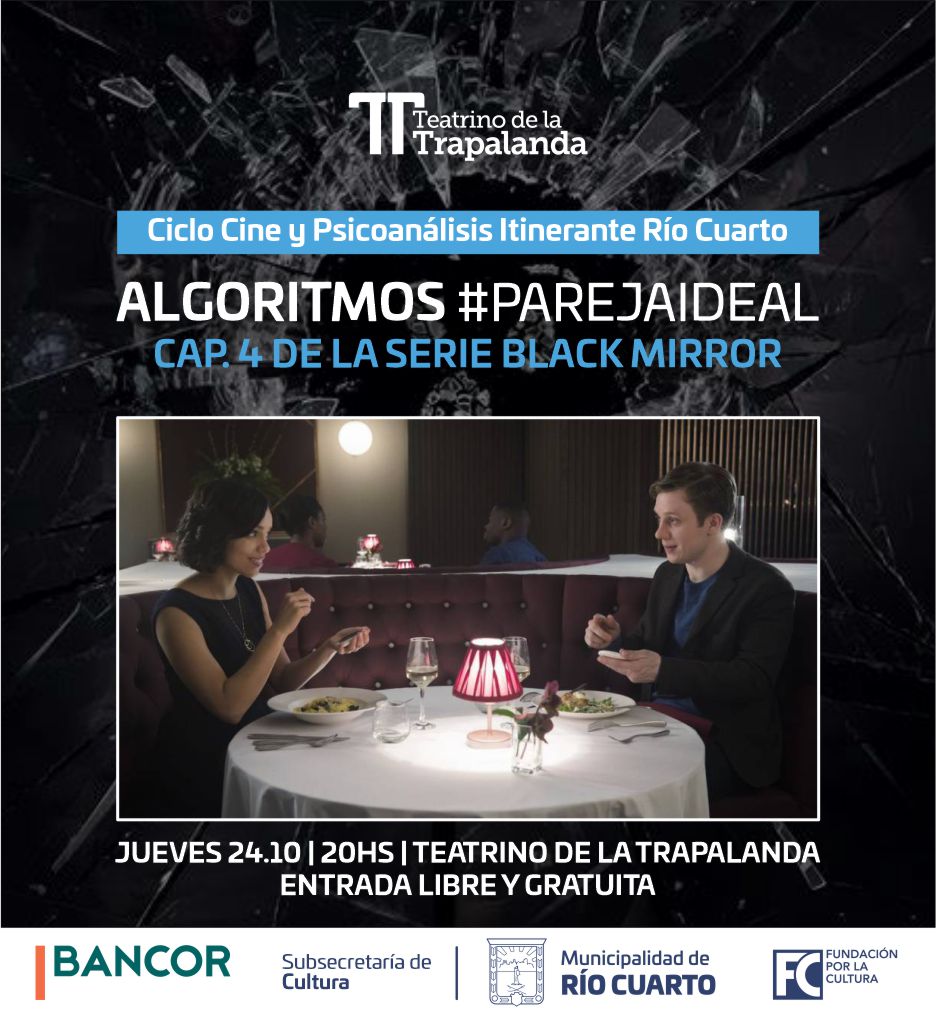 TT Teatrino de la
Trapalanda
Ciclo Cine y Psicoanálisis Itinerante Río Cuarto
ALGORITMOS #PAREJAIDEAL
CAP. 4 DE LA SERIE BLACK MIRROR
JUEVES 24.10 | 20HS | TEATRINO DE LA TRAPALANDA
ENTRADA LIBRE Y GRATUITA
BANCOR
Subsecretaría de
Cultura
Municipalidad de
RÍO CUARTO
FC
FUNDACIÓN
POR LA
CULTURA